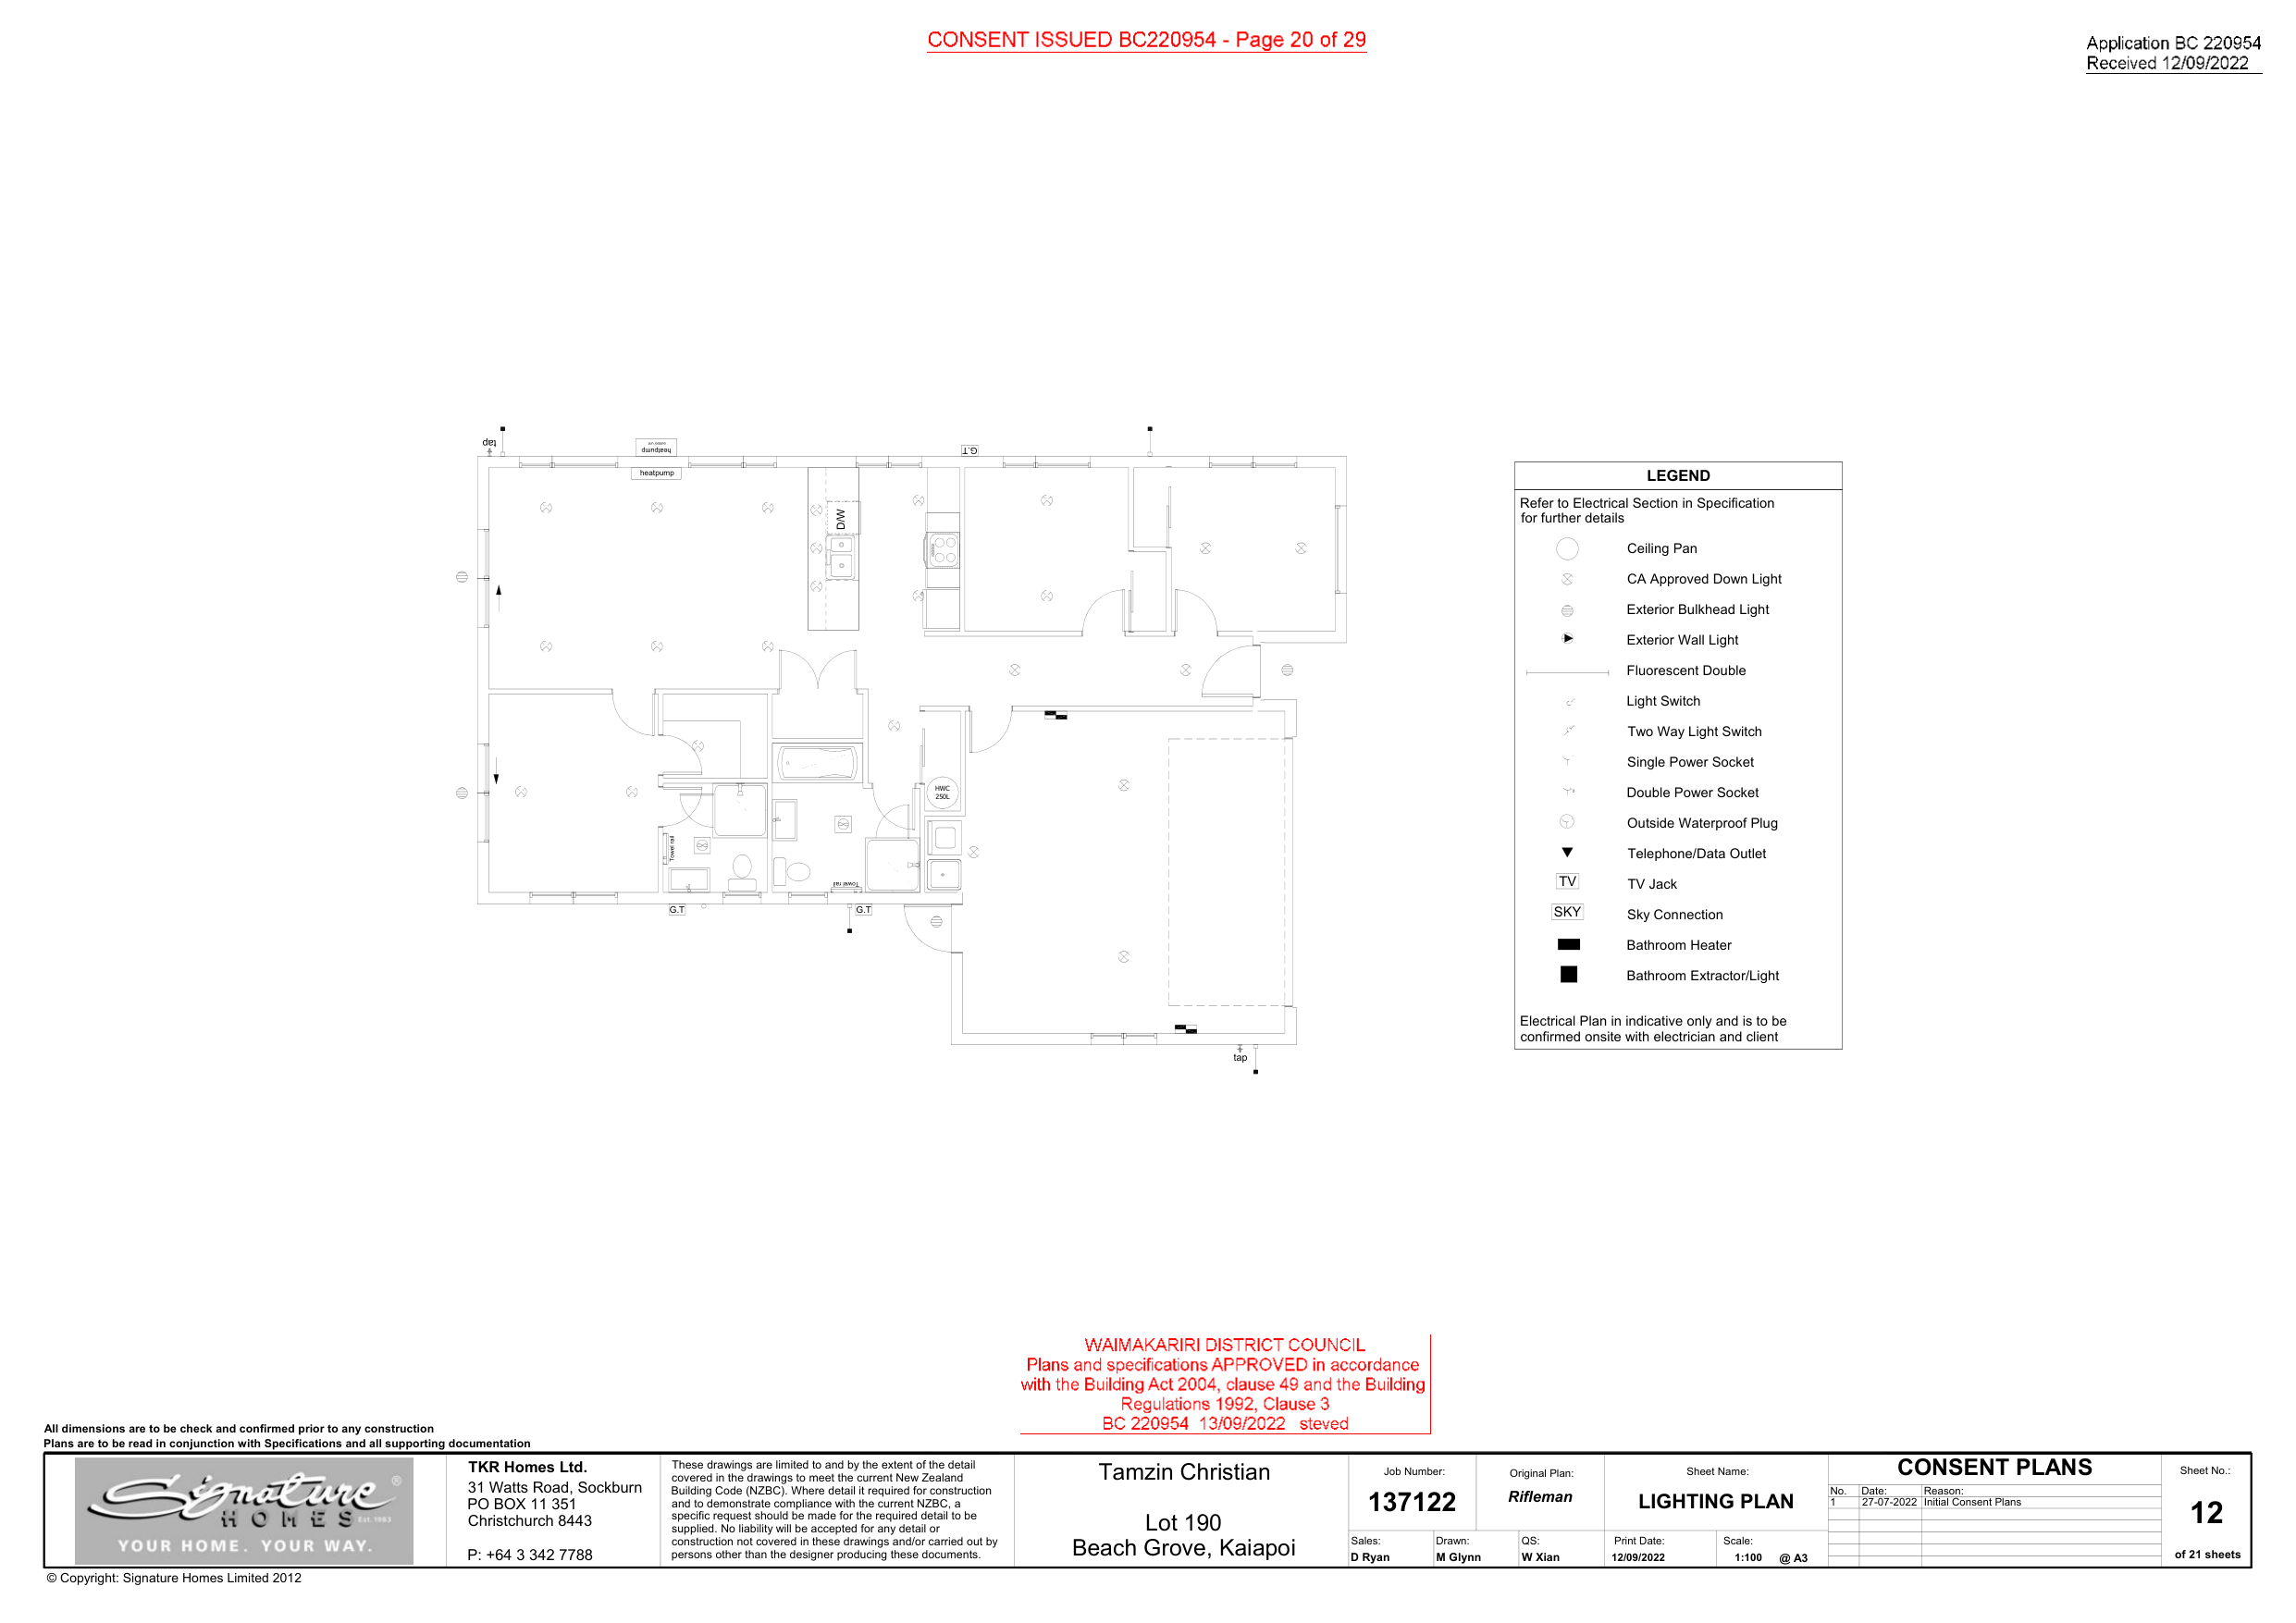 CONSENT ISSUED BC220954 - Page 20 of 29
Application BC 220954
Received 12/09/2022
tap
heatpump
heatpump
G.T
D/W
HWC
250L
Towel rail
Towel rail
G.T
G.T
tap
LEGEND
Refer to Electrical Section in Specification
for further details
Ceiling Pan
CA Approved Down Light
Exterior Bulkhead Light
Exterior Wall Light
Fluorescent Double
Light Switch
Two Way Light Switch
Single Power Socket
Double Power Socket
Outside Waterproof Plug
Telephone/Data Outlet
TV TV Jack
SKY Sky Connection
Bathroom Heater
Bathroom Extractor/Light
Electrical Plan in indicative only and is to be
confirmed onsite with electrician and client
WAIMAKARIRI DISTRICT COUNCIL
Plans and specifications APPROVED in accordance
with the Building Act 2004, clause 49 and the Building
Regulations 1992, Clause 3
BC 220954 13/09/2022 steved
All dimensions are to be check and confirmed prior to any construction
Plans are to be read in conjunction with Specifications and all supporting documentation
Signature ®
HOMES Est. 1983
YOUR HOME. YOUR WAY.
TKR Homes Ltd.
31 Watts Road, Sockburn
PO BOX 11 351
Christchurch 8443
P: +64 3 342 7788
These drawings are limited to and by the extent of the detail
covered in the drawings to meet the current New Zealand
Building Code (NZBC). Where detail it required for construction
and to demonstrate compliance with the current NZBC, a
specific request should be made for the required detail to be
supplied. No liability will be accepted for any detail or
construction not covered in these drawings and/or carried out by
persons other than the designer producing these documents.
Tamzin Christian
Lot 190
Beach Grove, Kaiapoi
Job Number:
137122
Original Plan:
Rifleman
Sheet Name:
LIGHTING PLAN
Sales:
D Ryan
Drawn:
M Glynn
QS:
W Xian
Print Date:
12/09/2022
Scale:
1:100 @ A3
CONSENT PLANS
No. Date: Reason:
1 27-07-2022 Initial Consent Plans
Sheet No.:
12
of 21 sheets
© Copyright: Signature Homes Limited 2012